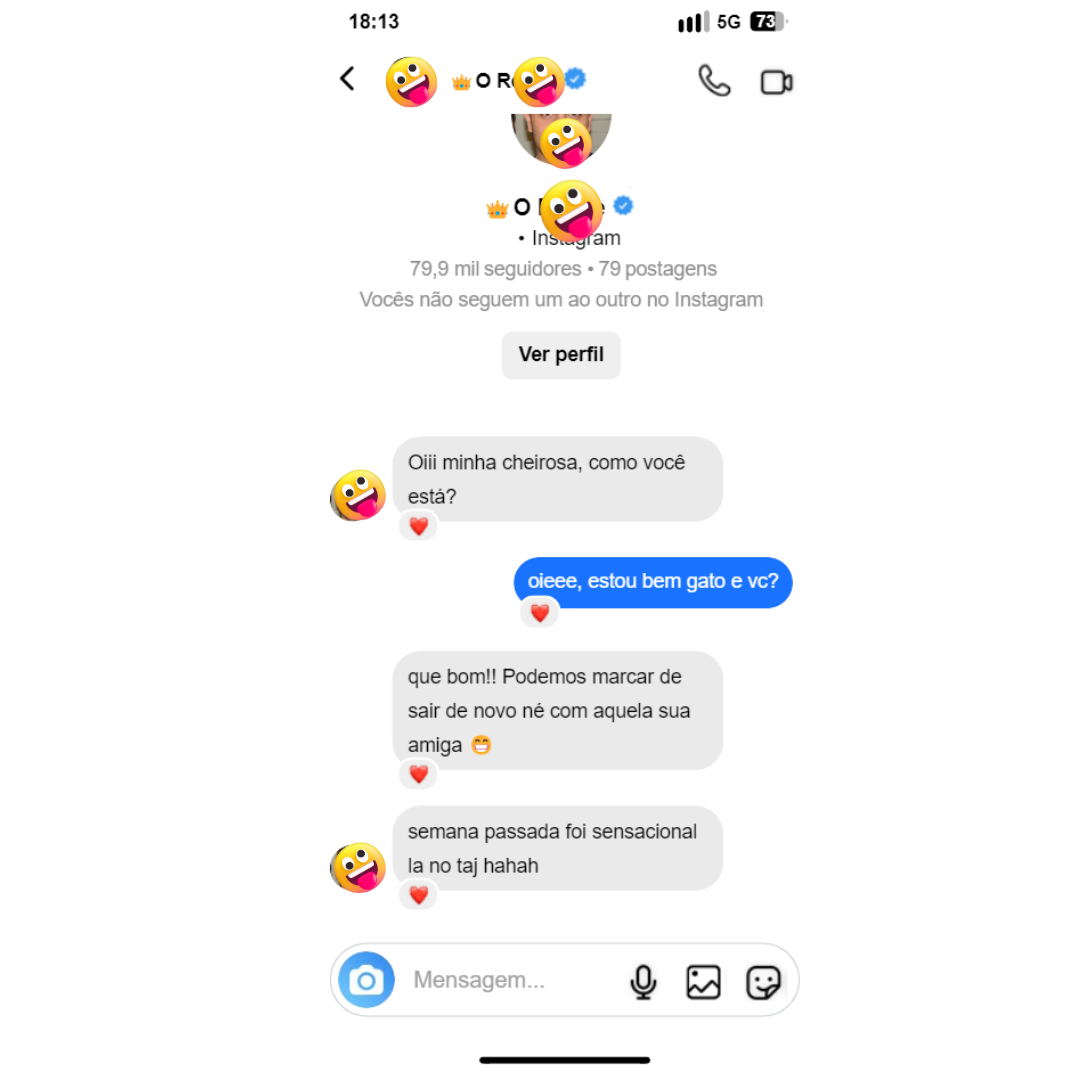 18:13
5G 73
O R
O
• Instagram
79,9 mil seguidores • 79 postagens
Vocês não seguem um ao outro no Instagram
Ver perfil
Oiii minha cheirosa, como você
está?
oieee, estou bem gato e vc?
que bom!! Podemos marcar de
sair de novo né com aquela sua
amiga
semana passada foi sensacional
la no taj hahah
Mensagem...